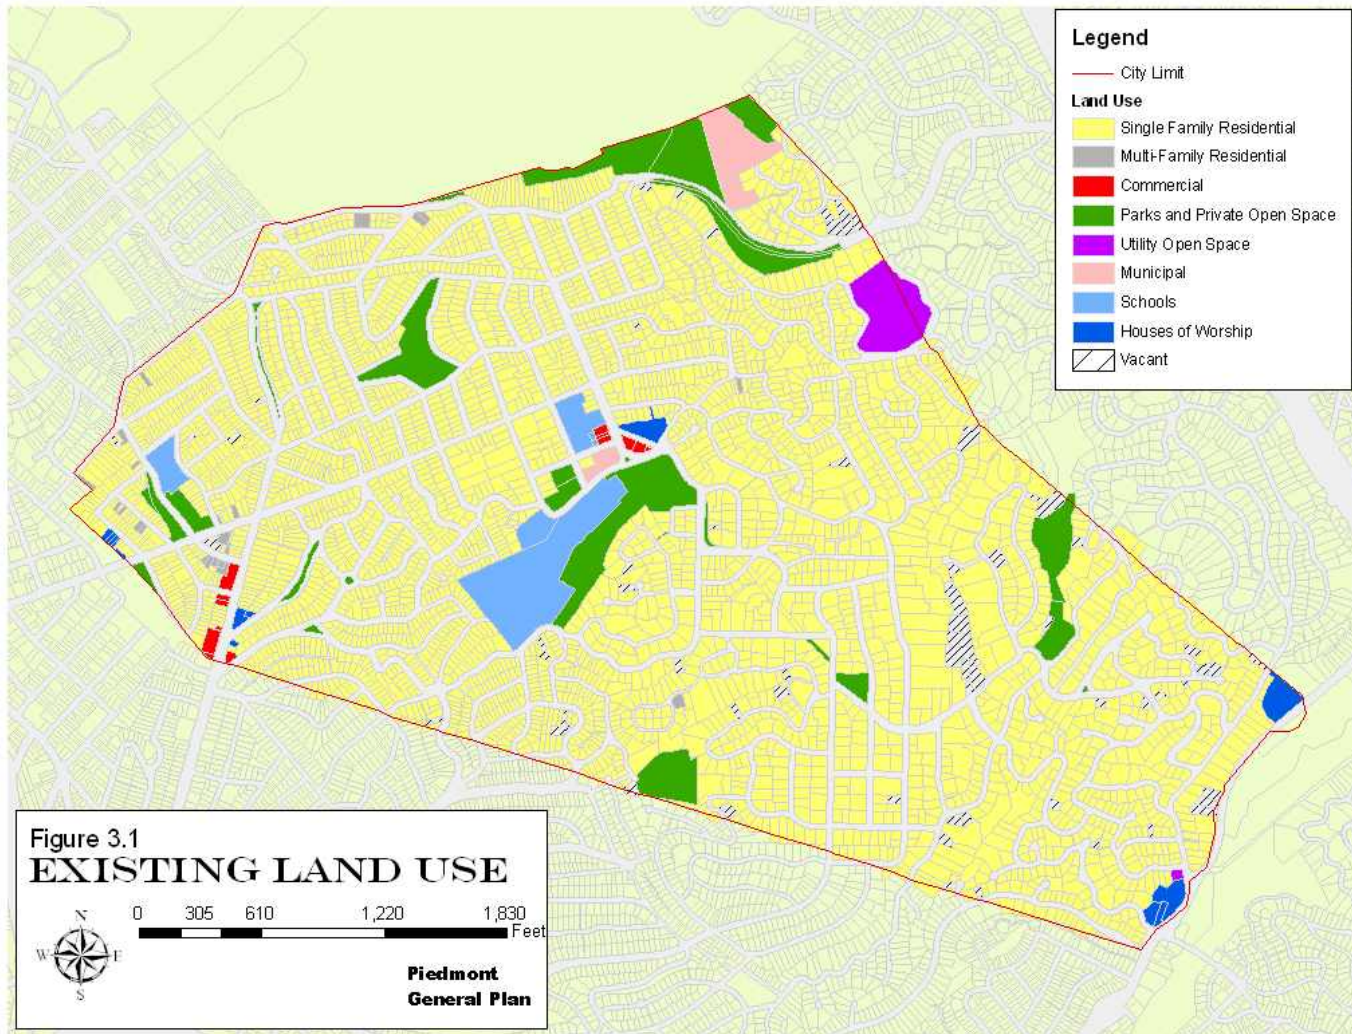 Legend
City Limit
Land Use
Single Family Residential
Multi-Family Residential
Commercial
Parks and Private Open Space
Utility Open Space
Municipal
Schools
Houses of Worship
Vacant
Figure 3.1
EXISTING LAND USE
N
W E
S
0 305 610 1,220 1,830
Feet
Piedmont
General Plan